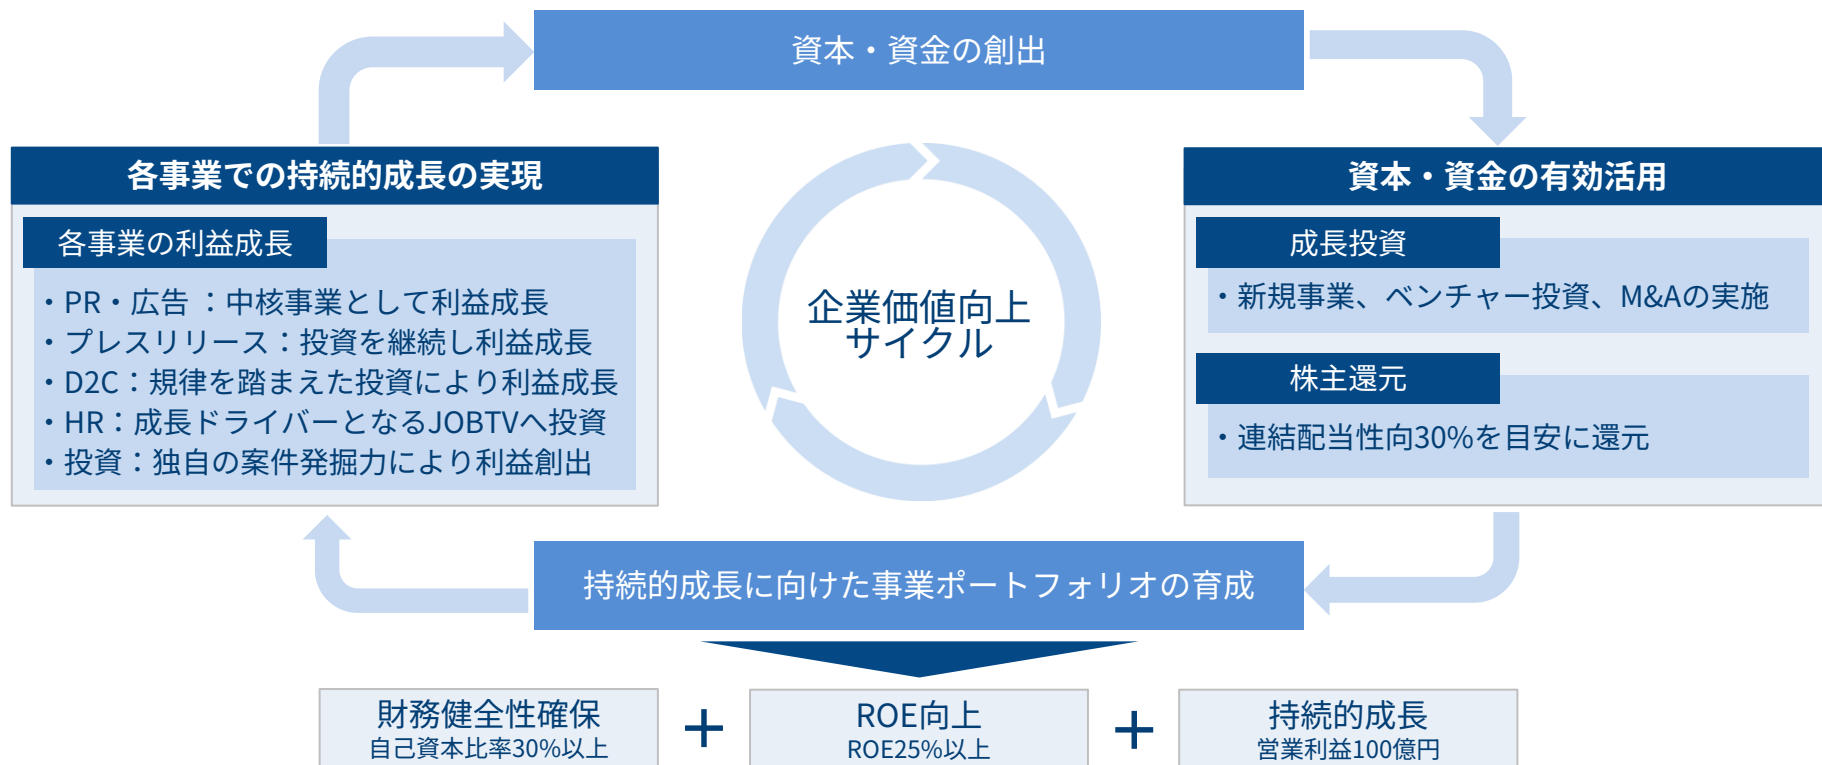 資本・資金の創出
各事業での持続的成長の実現
各事業の利益成長
・PR・広告 ：中核事業として利益成長
・プレスリリース：投資を継続し利益成長
・D2C：規律を踏まえた投資により利益成長
・HR：成長ドライバーとなるJOBTVへ投資
・投資：独自の案件発掘力により利益創出
企業価値向上
サイクル
資本・資金の有効活用
成長投資
・新規事業、ベンチャー投資、M&Aの実施
株主還元
・連結配当性向30%を目安に還元
持続的成長に向けた事業ポートフォリオの育成
財務健全性確保
自己資本比率30%以上
+
ROE向上
ROE25%以上
+
持続的成長
営業利益100億円